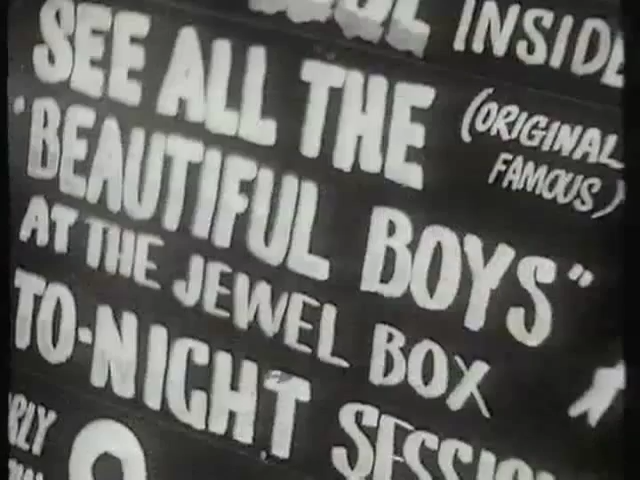 INSIDE
SEE ALL THE (ORIGINAL
FAMOUS)
"BEAUTIFUL BOYS"
AT THE JEWEL BOX
TO-NIGHT